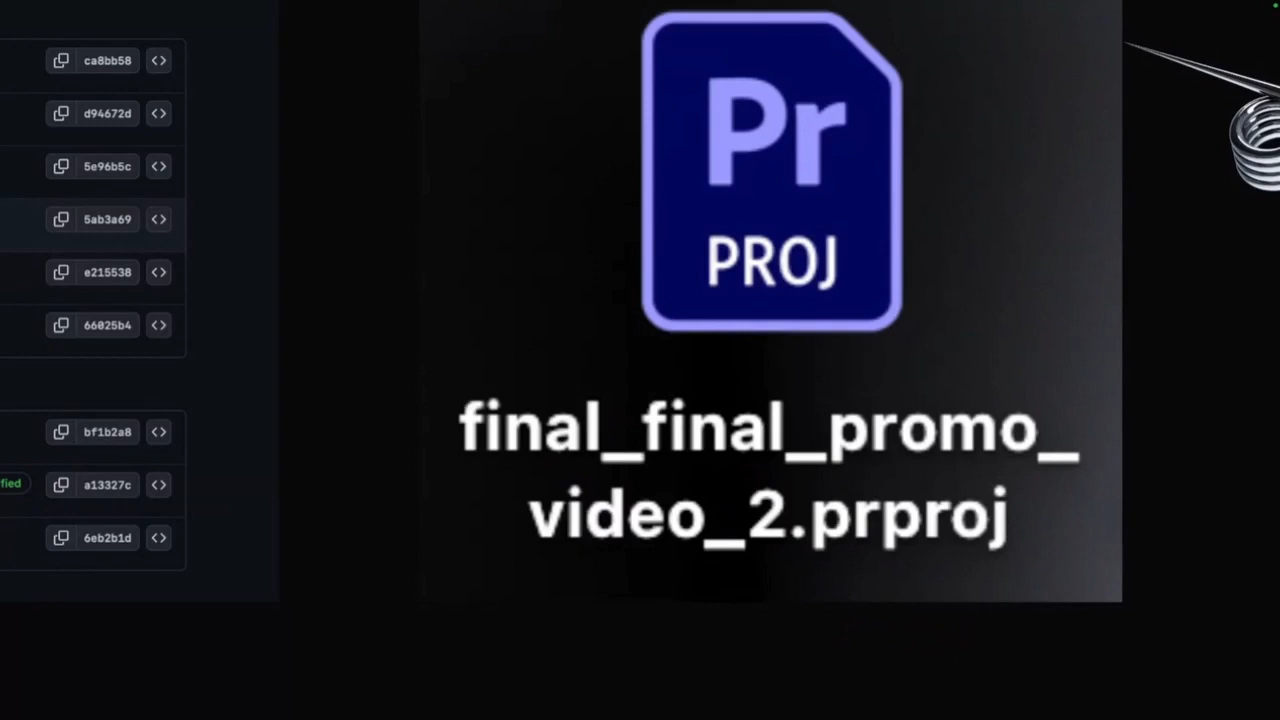 ca8bb58
d94672d
5e96b5c
5ab3a69
e215538
66025b4
bf1b2a8
fied
a13327c
6eb2b1d
Pr
PROJ
final_final_promo_
video_2.prproj